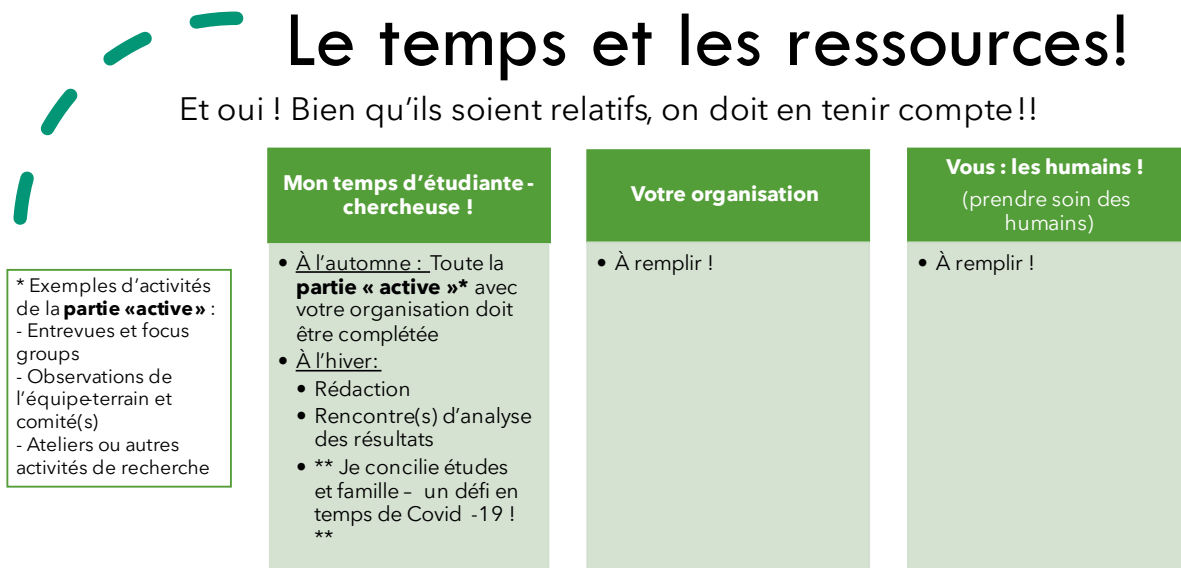 Le temps et les ressources!
Et oui ! Bien qu'ils soient relatifs, on doit en tenir compte!!
* Exemples d'activités
de la partie «active» :
- Entrevues et focus
groups
- Observations de
l'équipe-terrain et
comité(s)
- Ateliers ou autres
activités de recherche
Mon temps d'étudiante-
chercheuse !
• À l'automne : Toute la
partie « active »* avec
votre organisation doit
être complétée
• À l'hiver:
• Rédaction
• Rencontre(s) d'analyse
des résultats
• ** Je concilie études
et famille – un défi en
temps de Covid -19 !
**
Votre organisation
• À remplir !
Vous : les humains !
(prendre soin des
humains)
• À remplir !